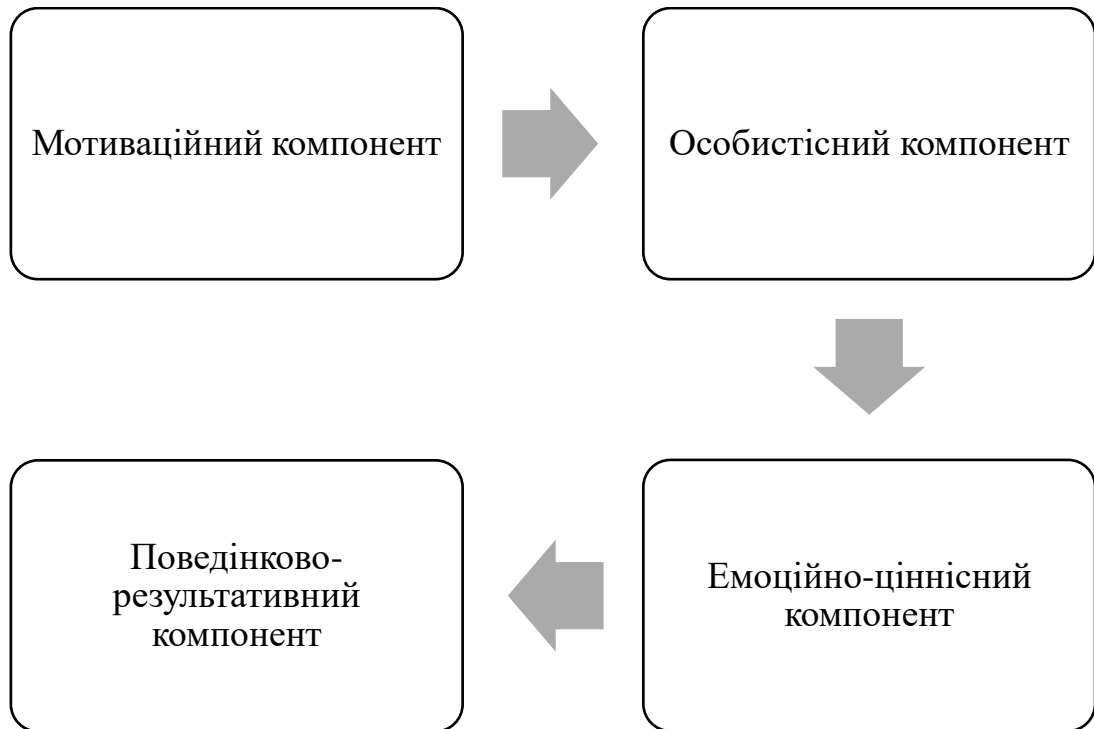 Мотиваційний компонент
Особистісний компонент
Емоційно-ціннісний
компонент
Поведінково-
результативний
компонент